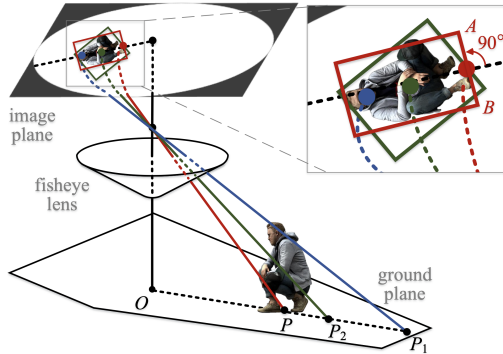 A
90°
B
image
plane
fisheye
lens
ground
plane
O
P
P2
P1